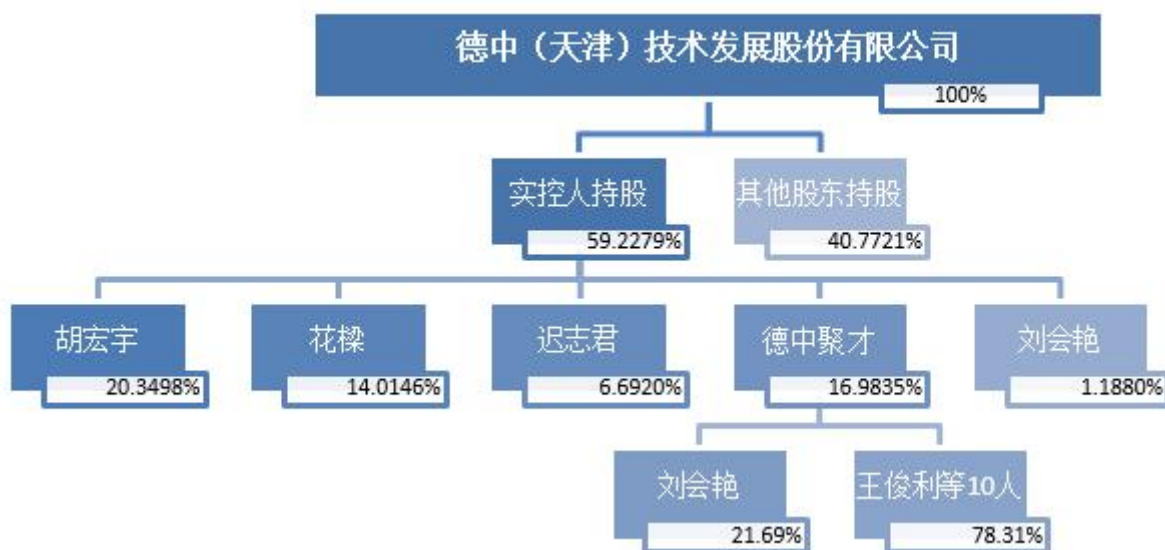 德中（天津）技术发展股份有限公司
100%
实控人持股
59.2279%
其他股东持股
40.7721%
胡宏宇
20.3498%
花樑
14.0146%
迟志君
6.6920%
德中聚才
16.9835%
刘会艳
1.1880%
刘会艳
21.69%
王俊利等10人
78.31%